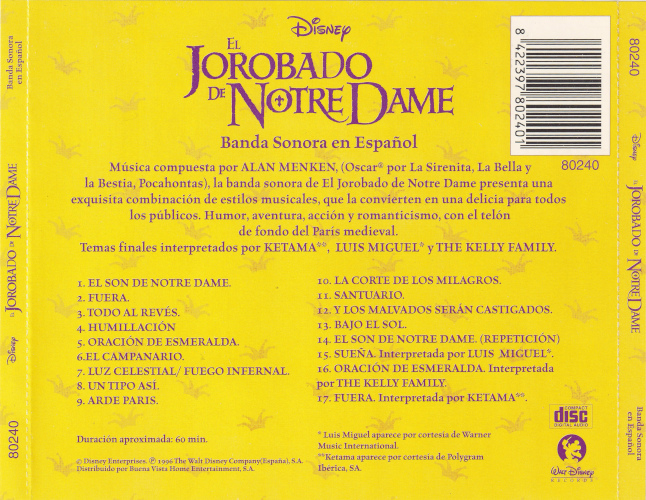 Disney
EL
JOROBADO
DE NOTRE DAME
Banda Sonora en Español
8 422397 802401
80240
Música compuesta por ALAN MENKEN, (Oscar® por La Sirenita, La Bella y
la Bestia, Pocahontas), la banda sonora de El Jorobado de Notre Dame presenta una
exquisita combinación de estilos musicales, que la convierten en una delicia para todos
los públicos. Humor, aventura, acción y romanticismo, con el telón
de fondo del París medieval.
Temas finales interpretados por KETAMA**, LUIS MIGUEL* y THE KELLY FAMILY.
1. EL SON DE NOTRE DAME.
2. FUERA.
3. TODO AL REVÉS.
4. HUMILLACIÓN
5. ORACIÓN DE ESMERALDA.
6.EL CAMPANARIO.
7. LUZ CELESTIAL/ FUEGO INFERNAL.
8. UN TIPO ASÍ.
9. ARDE PARIS.
10. LA CORTE DE LOS MILAGROS.
11. SANTUARIO.
12. Y LOS MALVADOS SERÁN CASTIGADOS.
13. BAJO EL SOL.
14. EL SON DE NOTRE DAME. (REPETICIÓN)
15. SUEÑA. Interpretada por LUIS MIGUEL*.
16. ORACIÓN DE ESMERALDA. Interpretada
por THE KELLY FAMILY.
17. FUERA. Interpretada por KETAMA**.
Duración aproximada: 60 min.
© Disney Enterprises. ℗ 1996 The Walt Disney Company(España), S.A.
Distribuido por Buena Vista Home Entertainment, S.A.
*Luis Miguel aparece por cortesía de Warner
Music International.
**Ketama aparece por cortesía de Polygram
Ibérica, SA.
COMPACT
disc
DIGITAL AUDIO
Walt Disney
RECORDS
Banda Sonora
en Español
EL JOROBADO DE NOTRE DAME
Disney
80240
80240
Disney
EL JOROBADO DE NOTRE DAME
Banda Sonora
en Español